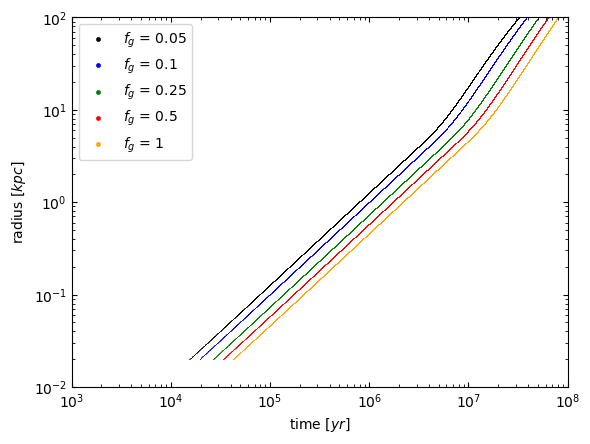 10²
10¹
10⁰
10⁻¹
10⁻²
radius [kpc]
f_g = 0.05
f_g = 0.1
f_g = 0.25
f_g = 0.5
f_g = 1
10³ 10⁴ 10⁵ 10⁶ 10⁷ 10⁸
time [yr]